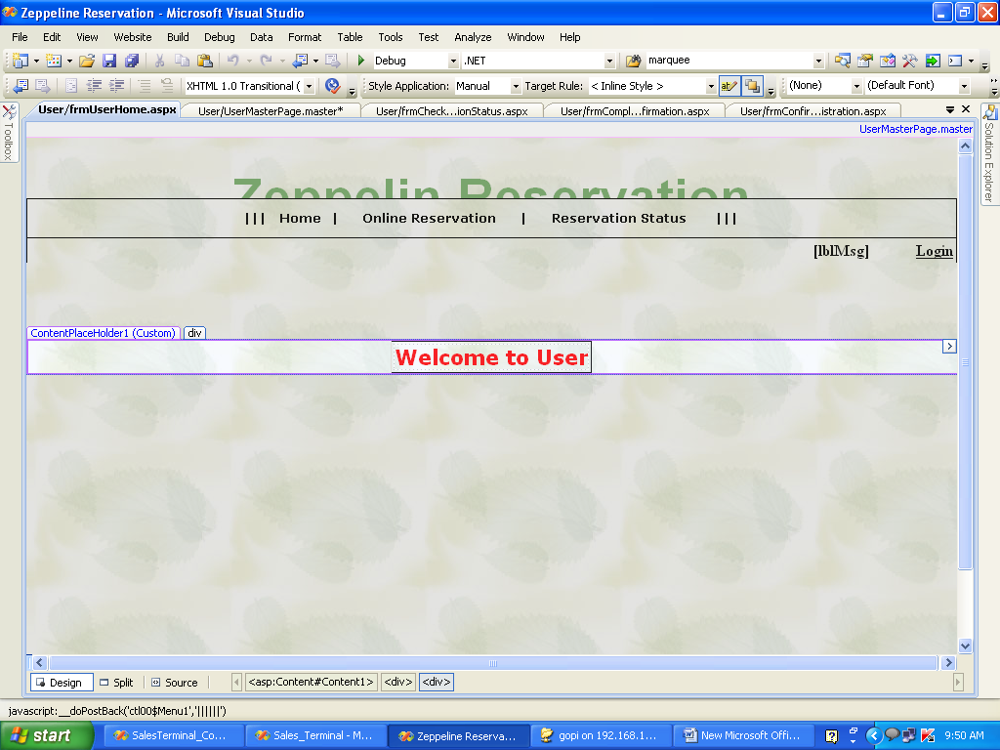 Zeppeline Reservation - Microsoft Visual Studio
File Edit View Website Build Debug Data Format Table Tools Test Analyze Window Help
Debug .NET marquee
XHTML 1.0 Transitional ( Style Application: Manual Target Rule: < Inline Style > (None) (Default Font)
User/frmUserHome.aspx User/UserMasterPage.master* User/frmCheck...ionStatus.aspx User/frmCompl...firmation.aspx User/frmConfir...istration.aspx
Toolbox
Solution Explorer
UserMasterPage.master
Zeppelin Reservation
||| Home | Online Reservation | Reservation Status |||
[lblMsg] Login
ContentPlaceHolder1 (Custom) div
Welcome to User
Design Split Source <asp:Content#Content1> <div> <div>
javascript:__doPostBack('ctl00$Menu1','||||||')
start SalesTerminal_Co... Sales_Terminal - M... Zeppeline Reserva... gopi on 192.168.1... New Microsoft Offi... 9:50 AM